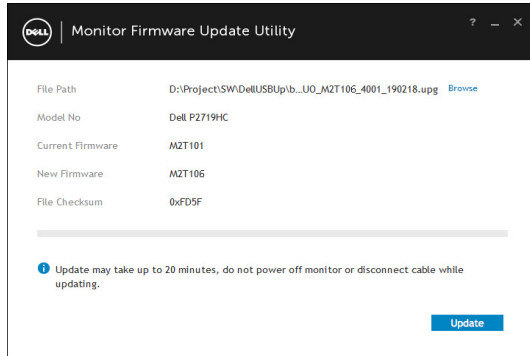 DELL
Monitor Firmware Update Utility
? _ ×
File Path D:\Project\SW\DellUSBUp\b...UO_M2T106_4001_190218.upg Browse
Model No Dell P2719HC
Current Firmware M2T101
New Firmware M2T106
File Checksum 0xFD5F
Update may take up to 20 minutes, do not power off monitor or disconnect cable while
updating.
Update